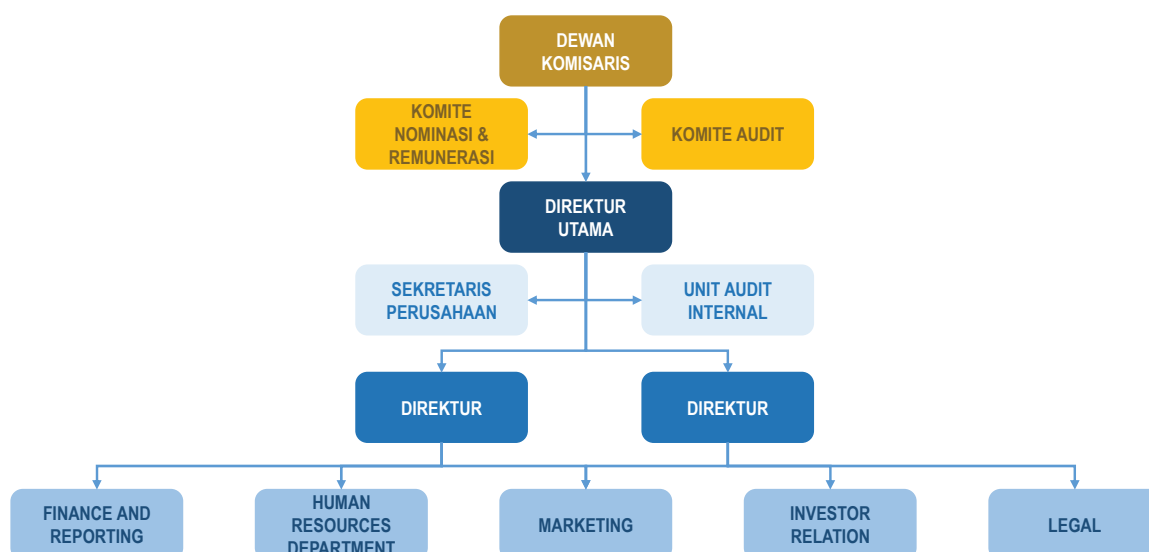 DEWAN
KOMISARIS
KOMITE
NOMINASI &
REMUNERASI
KOMITE AUDIT
DIREKTUR
UTAMA
SEKRETARIS
PERUSAHAAN
UNIT AUDIT
INTERNAL
DIREKTUR
DIREKTUR
FINANCE AND
REPORTING
HUMAN
RESOURCES
DEPARTMENT
MARKETING
INVESTOR
RELATION
LEGAL